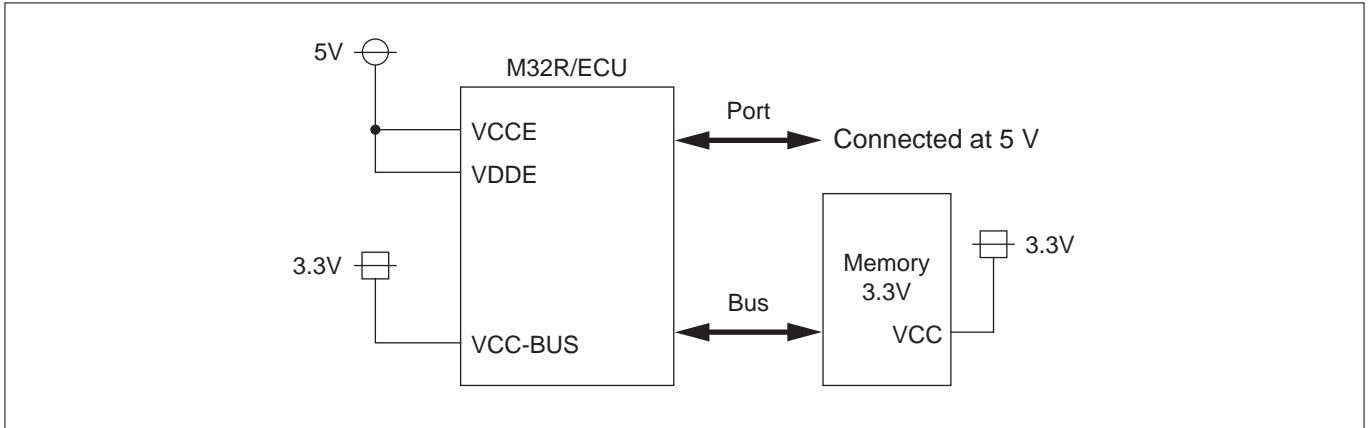 5V
M32R/ECU
VCCE
VDDE
Port
Connected at 5 V
3.3V
VCC-BUS
Bus
Memory
3.3V
VCC
3.3V